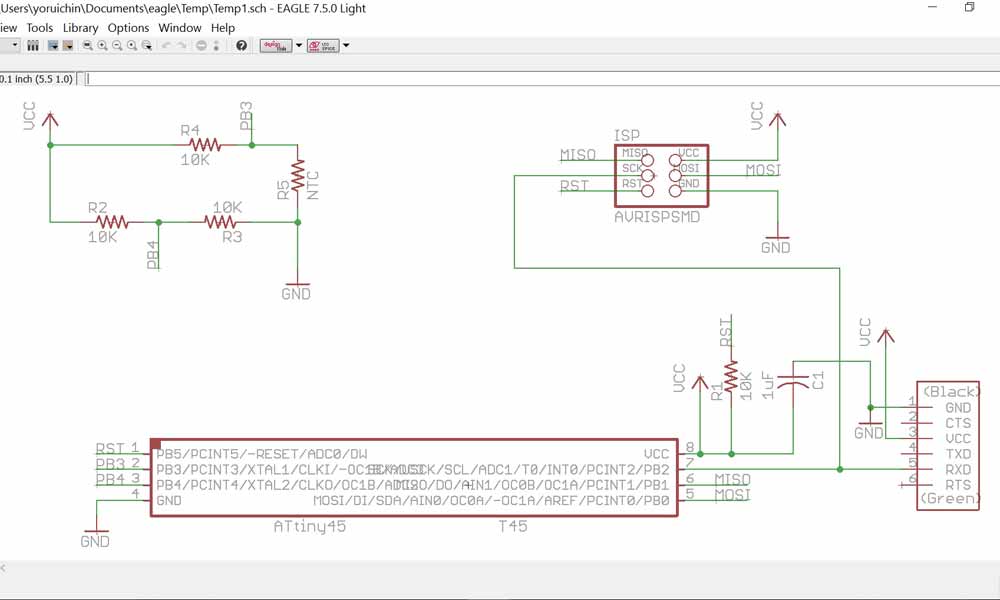 Users\yoruichin\Documents\eagle\Temp\Temp1.sch - EAGLE 7.5.0 Light
iew Tools Library Options Window Help
0.1 inch (5.5 1.0)
VCC
R4
10K
PB3
R5
NTC
R2
10K
PB4
10K
R3
GND
ISP
MISO
RST
MISO
SCK
RST
VCC
MOSI
GND
AVRISPSMD
VCC
MOSI
GND
RST
VCC
R1
10K
1uF
C1
VCC
GND
(Black)
1 GND
2 CTS
3 VCC
4 TXD
5 RXD
6 RTS
(Green)
RST 1
PB3 2
PB4 3
4
GND
PB5/PCINT5/-RESET/ADC0/DW
PB3/PCINT3/XTAL1/CLKI/-OC1B/ADC3
PB4/PCINT4/XTAL2/CLKO/OC1B/ADC2
GND
VCC
SCK/USCK/SCL/ADC1/T0/INT0/PCINT2/PB2
MISO/DO/AIN1/OC0B/OC1A/PCINT1/PB1
MOSI/DI/SDA/AIN0/OC0A/-OC1A/AREF/PCINT0/PB0
8
7
6 MISO
5 MOSI
ATtiny45 T45